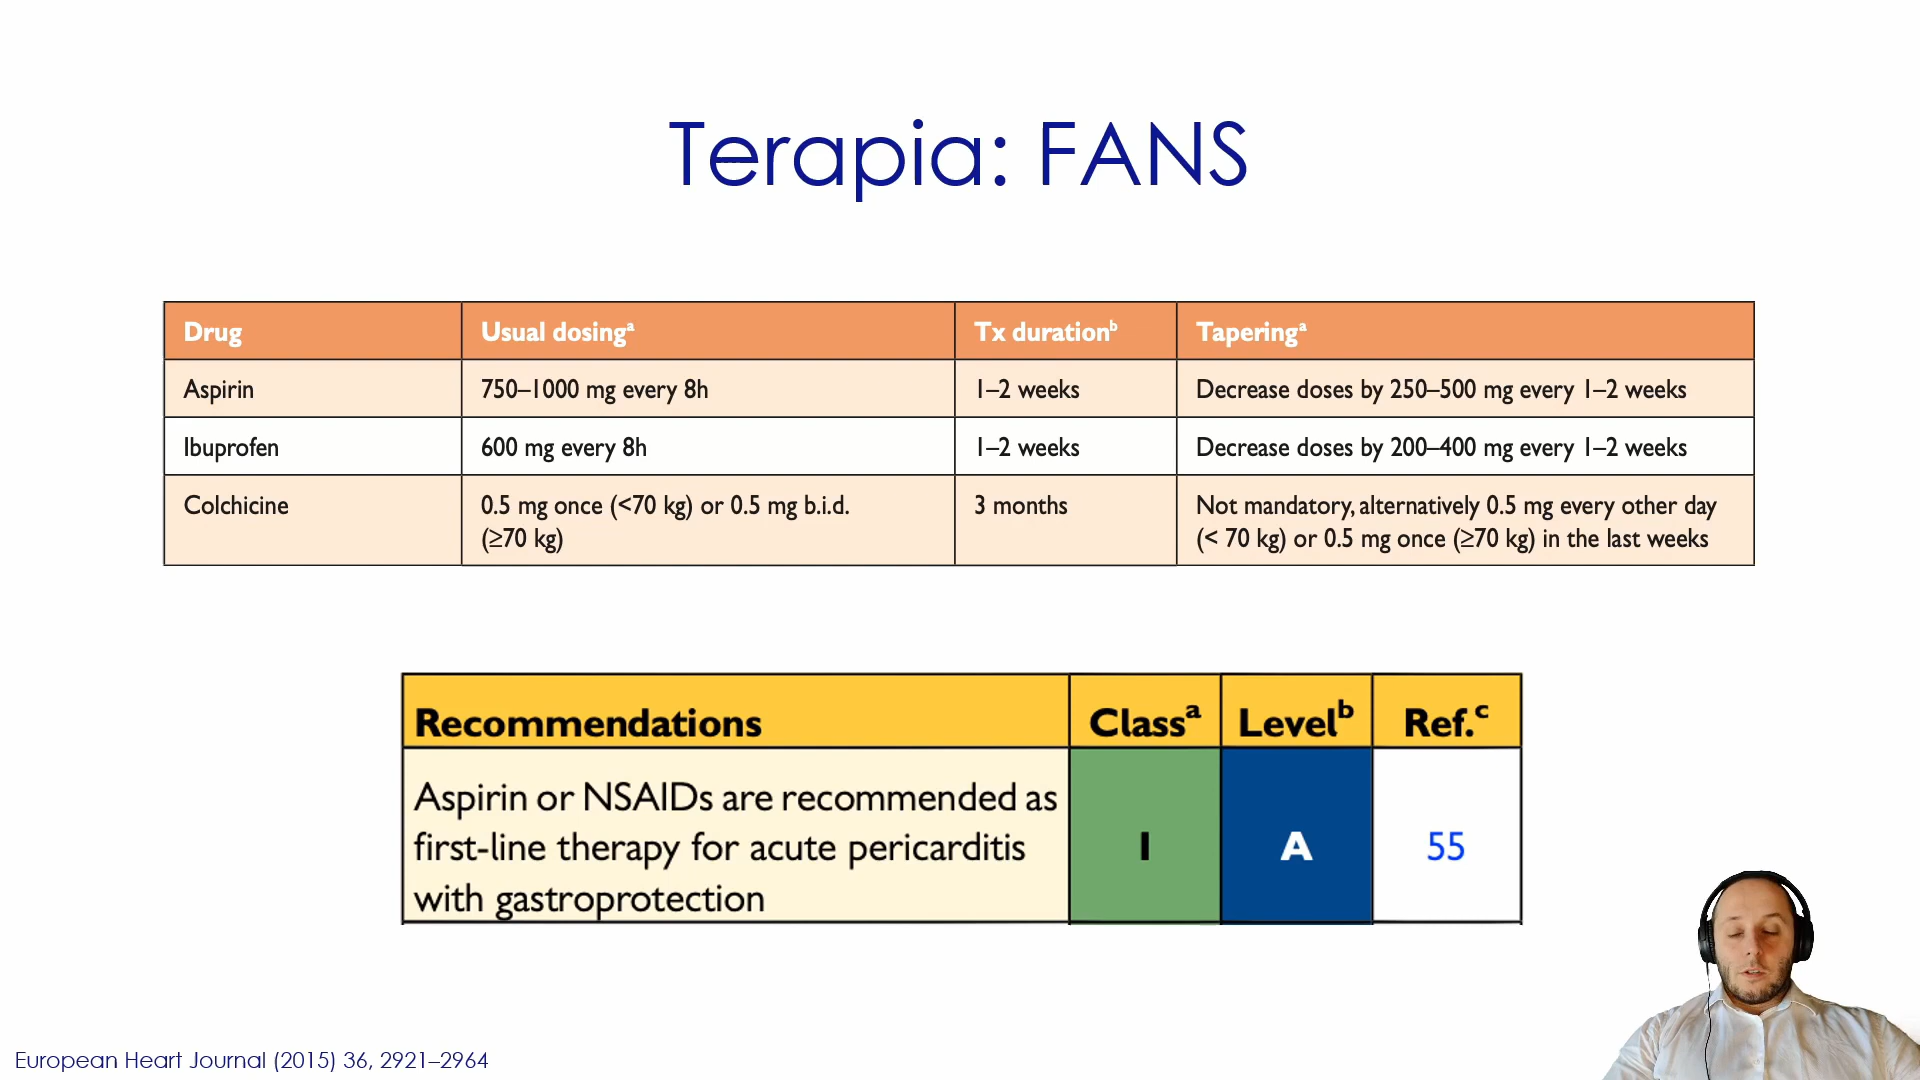 Terapia: FANS
Drug Usual dosingᵃ Tx durationᵇ Taperingᵃ
Aspirin 750–1000 mg every 8h 1–2 weeks Decrease doses by 250–500 mg every 1–2 weeks
Ibuprofen 600 mg every 8h 1–2 weeks Decrease doses by 200–400 mg every 1–2 weeks
Colchicine 0.5 mg once (<70 kg) or 0.5 mg b.i.d. 3 months Not mandatory, alternatively 0.5 mg every other day
(≥70 kg) (< 70 kg) or 0.5 mg once (≥70 kg) in the last weeks
Recommendations Classᵃ Levelᵇ Ref.ᶜ
Aspirin or NSAIDs are recommended as
first-line therapy for acute pericarditis I A 55
with gastroprotection
European Heart Journal (2015) 36, 2921–2964